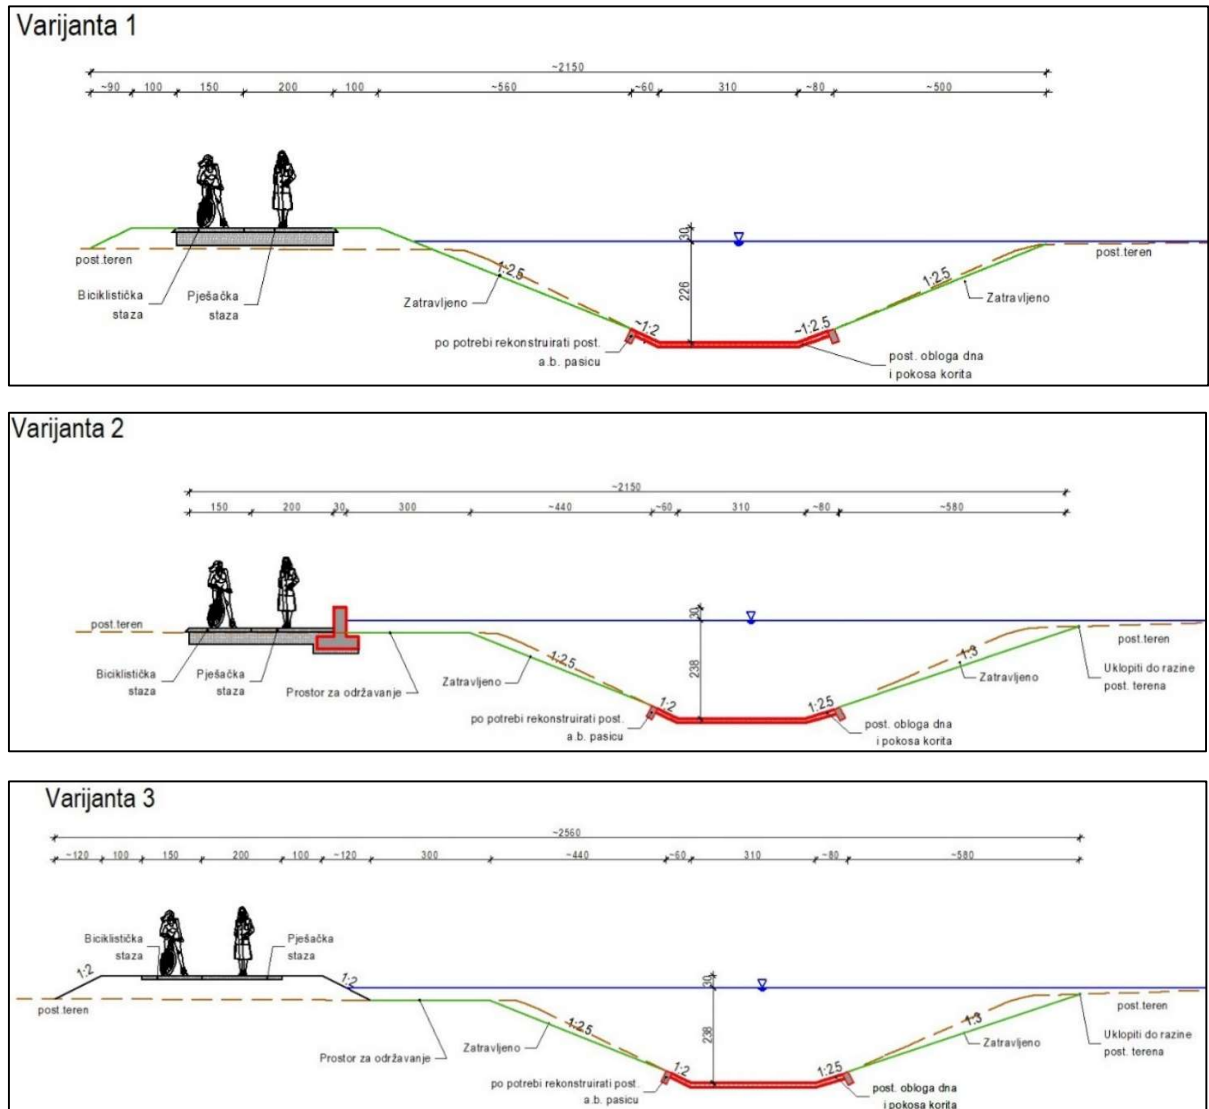 Varijanta 1
~2150
~90 100 150 200 100 ~560 ~60 310 ~80 ~500
30
post.teren
post.teren
1:2.5
1:2.5
Biciklistička
staza
Pješačka
staza
Zatravljeno
226
Zatravljeno
~1:2
~1:2.5
po potrebi rekonstruirati post.
a.b. pasicu
post. obloga dna
i pokosa korita
Varijanta 2
~2150
150 200 30 300 ~440 ~60 310 ~80 ~580
30
post.teren
post.teren
1:2.5
1:3
238
Biciklistička
staza
Pješačka
staza
Prostor za održavanje
Zatravljeno
Zatravljeno
Uklopiti do razine
post. terena
1:2
1:2.5
po potrebi rekonstruirati post.
a.b. pasicu
post. obloga dna
i pokosa korita
Varijanta 3
~2560
~120 100 150 200 100 ~120 300 ~440 ~60 310 ~80 ~580
Biciklistička
staza
Pješačka
staza
1:2
1:2
30
post.teren
post.teren
1:2.5
1:3
238
Prostor za održavanje
Zatravljeno
Zatravljeno
Uklopiti do razine
post. terena
1:2
1:2.5
po potrebi rekonstruirati post.
a.b. pasicu
post. obloga dna
i pokosa korita